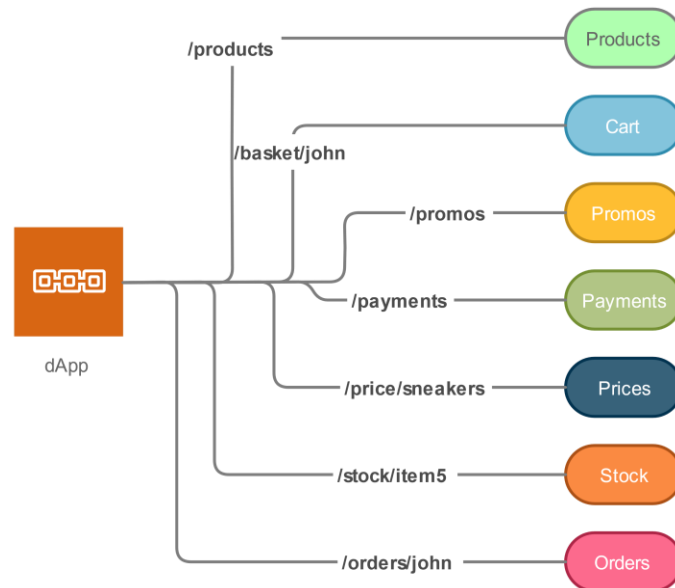 /products
Products
/basket/john
Cart
/promos
Promos
dApp
/payments
Payments
/price/sneakers
Prices
/stock/item5
Stock
/orders/john
Orders